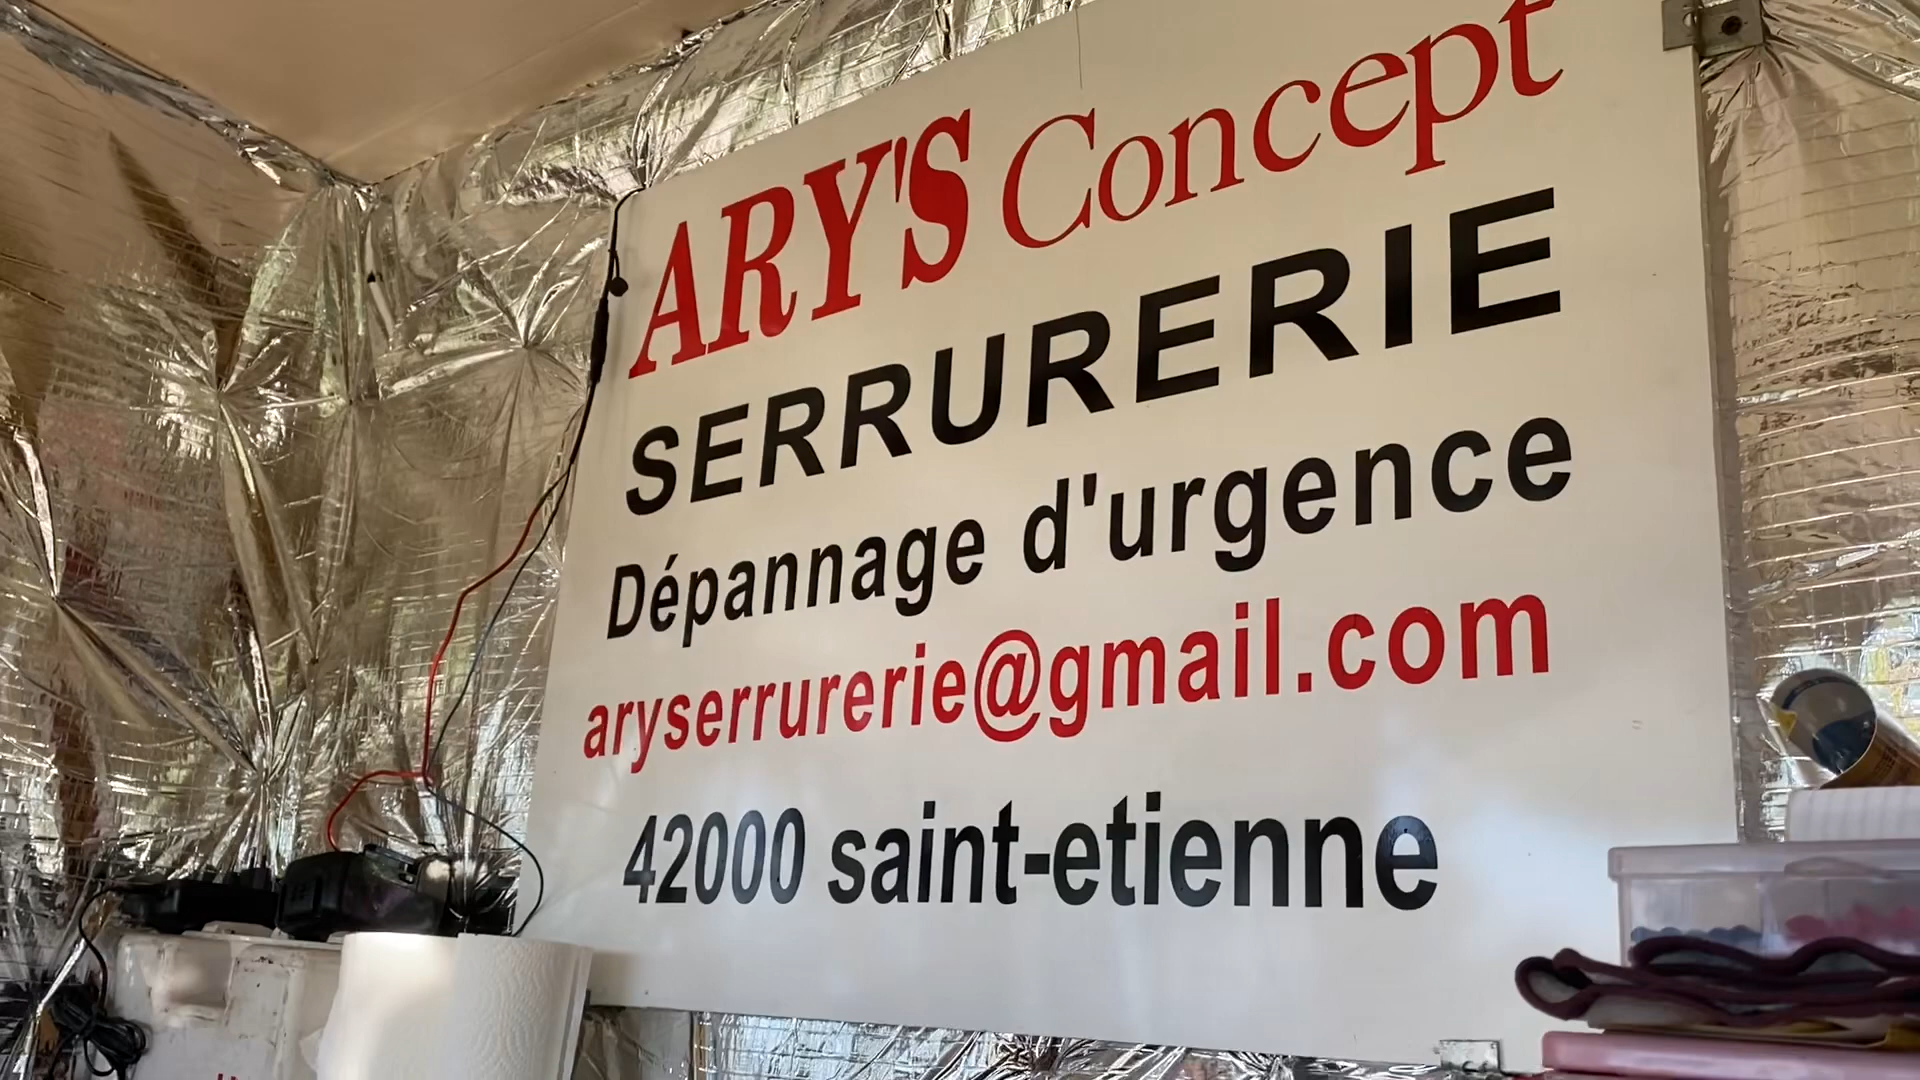 ARY'S Concept
SERRURERIE
Dépannage d'urgence
aryserrurerie@gmail.com
42000 saint-etienne